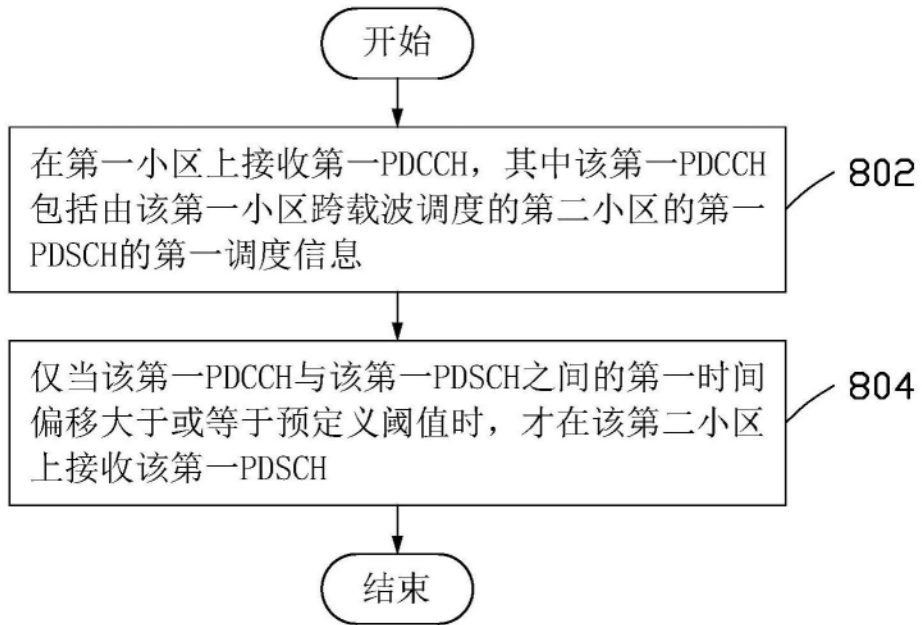 开始
在第一小区上接收第一PDCCH，其中该第一PDCCH
包括由该第一小区跨载波调度的第二小区的第一
PDSCH的第一调度信息
802
仅当该第一PDCCH与该第一PDSCH之间的第一时间
偏移大于或等于预定义阈值时，才在该第二小区
上接收该第一PDSCH
804
结束